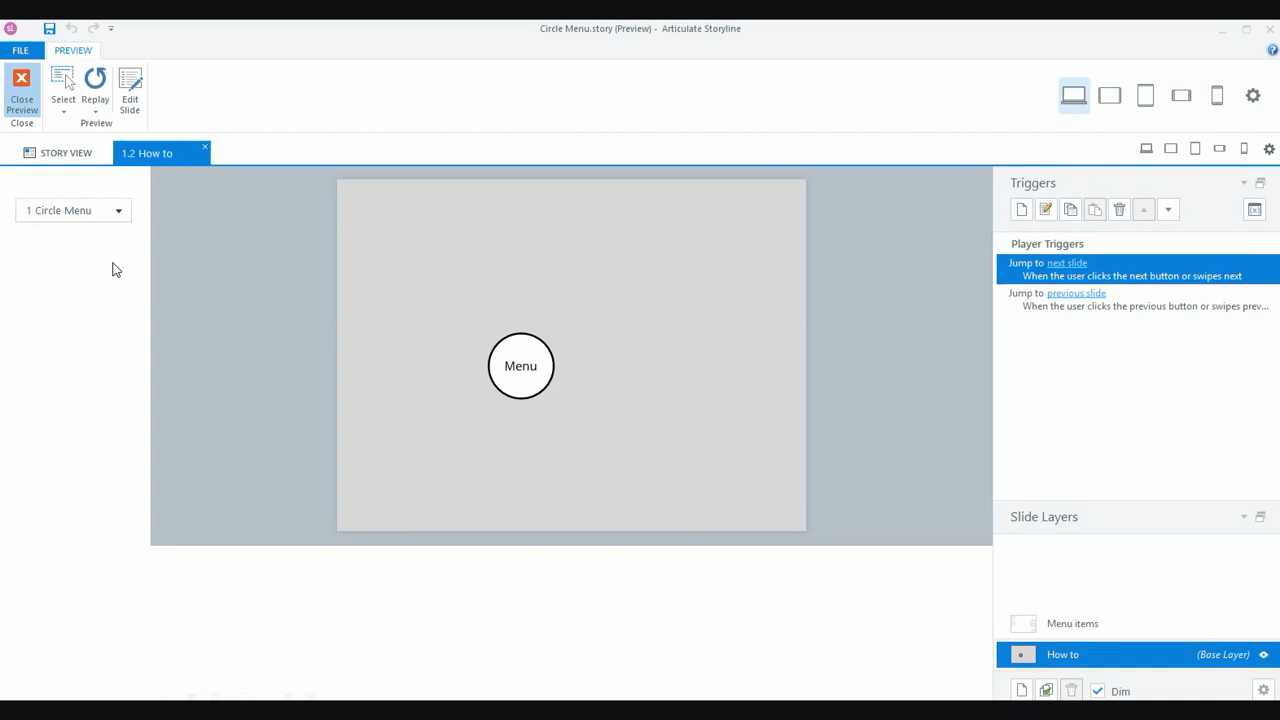 Circle Menu.story (Preview) - Articulate Storyline
FILE
PREVIEW
Close
Preview
Select
Replay
Edit
Slide
Close
Preview
STORY VIEW
1.2 How to
1 Circle Menu
Menu
Triggers
Player Triggers
Jump to next slide
When the user clicks the next button or swipes next
Jump to previous slide
When the user clicks the previous button or swipes prev...
Slide Layers
Menu items
How to
(Base Layer)
Dim